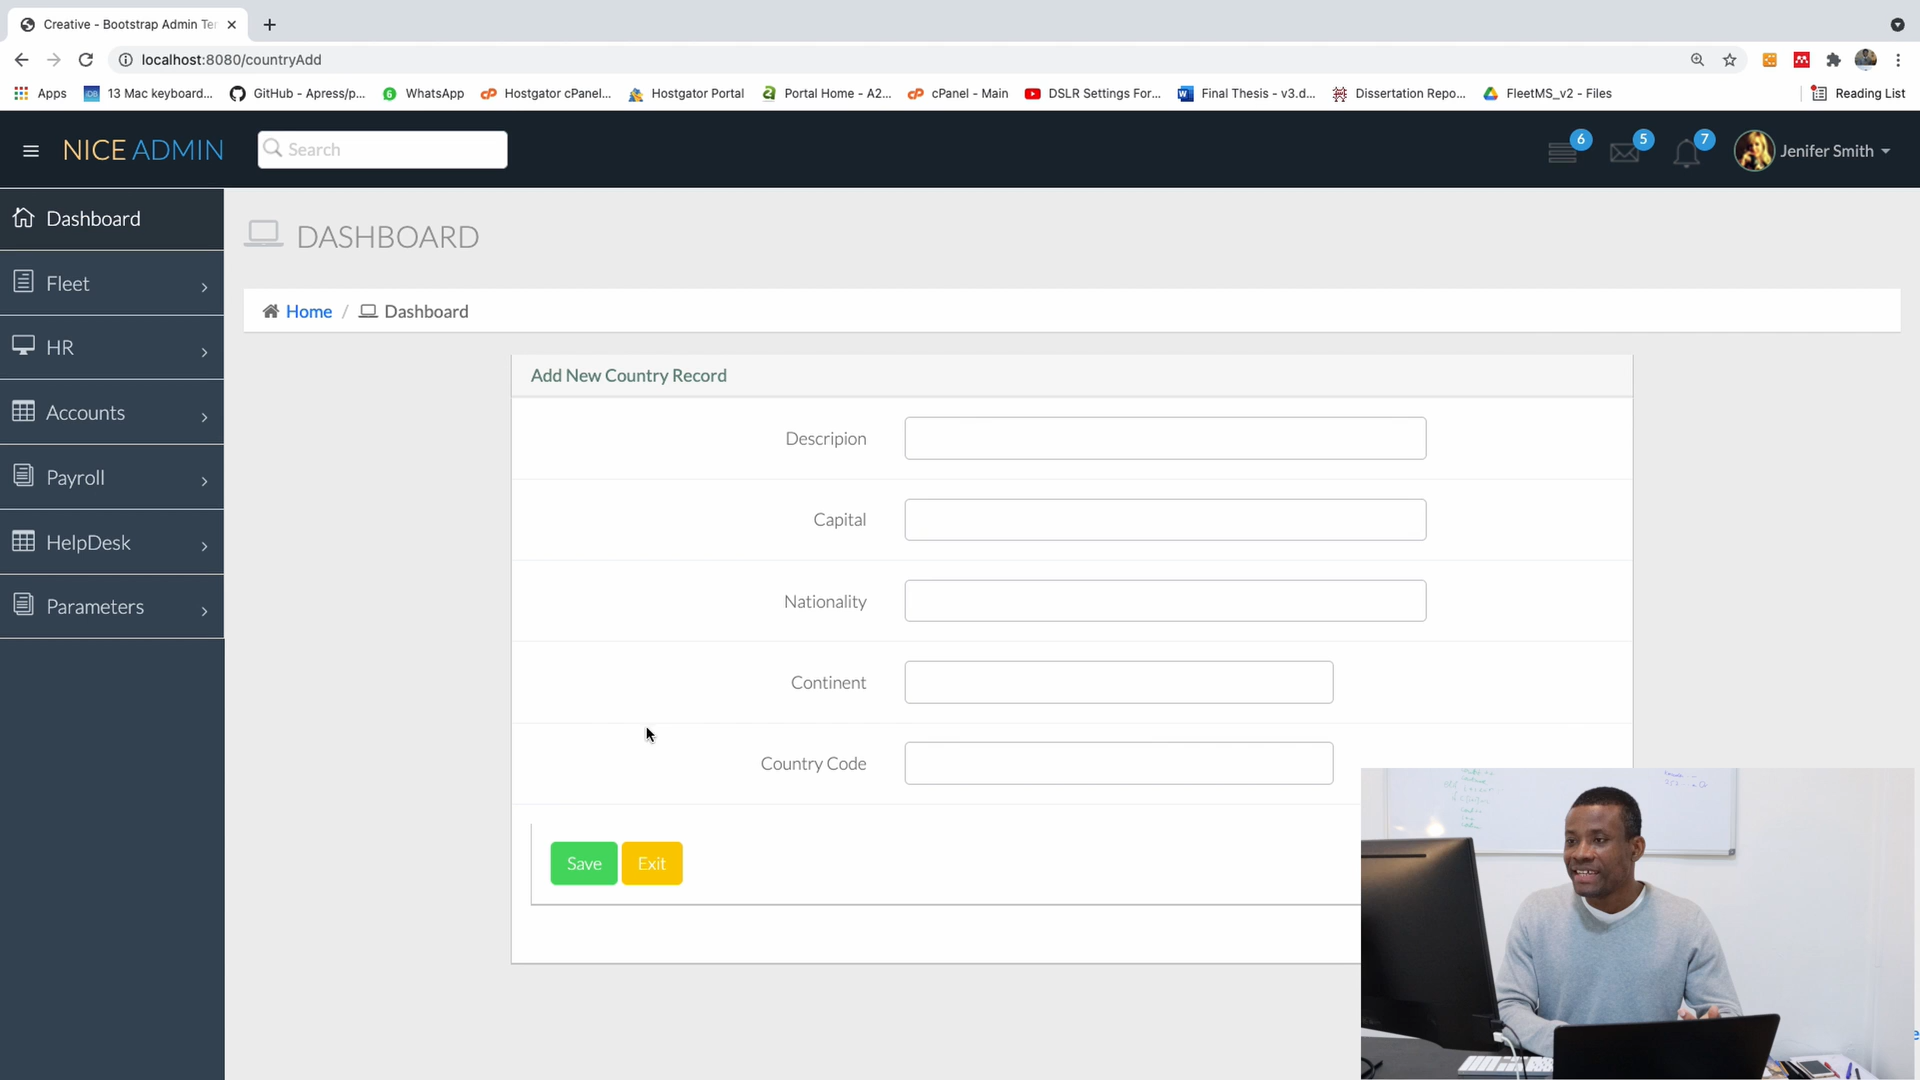 Creative - Bootstrap Admin Ter
localhost:8080/countryAdd
Apps
13 Mac keyboard...
GitHub - Apress/p...
WhatsApp
Hostgator cPanel...
Hostgator Portal
Portal Home - A2...
cPanel - Main
DSLR Settings For...
Final Thesis - v3.d...
Dissertation Repo...
FleetMS_v2 - Files
Reading List
NICE ADMIN
Search
6
5
7
Jenifer Smith
Dashboard
Fleet
HR
Accounts
Payroll
HelpDesk
Parameters
DASHBOARD
Home / Dashboard
Add New Country Record
Descripion
Capital
Nationality
Continent
Country Code
Save
Exit